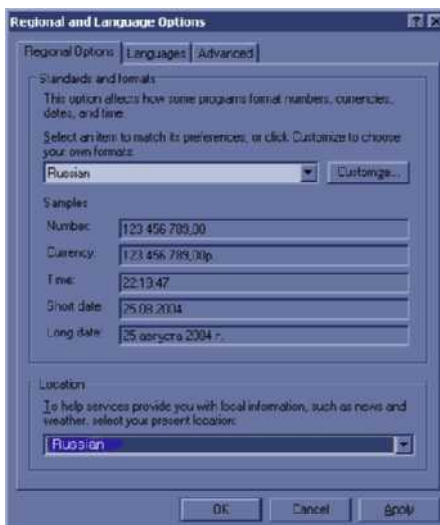 Regional and Language Options
Regional Options Languages Advanced
Standards and formats
This option affects how some programs format numbers, currencies,
dates, and time.
Select an item to match its preferences, or click Customize to choose
your own formats:
Russian Customize...
Samples
Number: 123 456 789,00
Currency: 123 456 789,00р.
Time: 22:19:47
Short date: 25.08.2004
Long date: 25 августа 2004 г.
Location
To help services provide you with local information, such as news and
weather, select your present location:
Russian
OK Cancel Apply